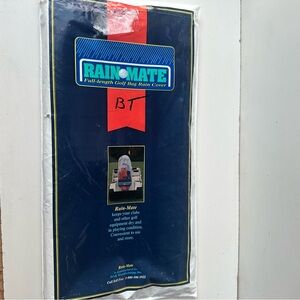 RAIN MATE
Full-length Golf Bag Rain Cover
BT
Rain-Mate
keeps your clubs
and other golf
equipment dry and
in playing condition.
Convenient to use
and store.
Rain-Mate